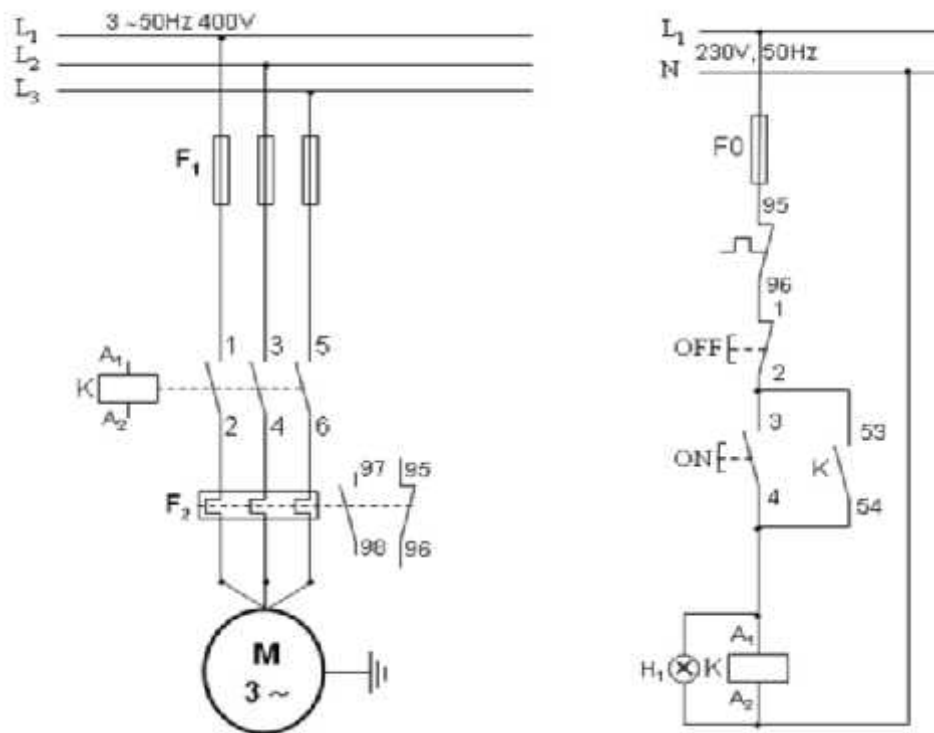 L1 3 ~50Hz 400V
L2
L3
F1
1 3 5
A1
K
A2
2 4 6
97 95
F2
98 96
M
3 ~
L1
230V, 50Hz
N
F0
95
96
1
OFF
2
3 53
ON K
4 54
A1
H1 K
A2